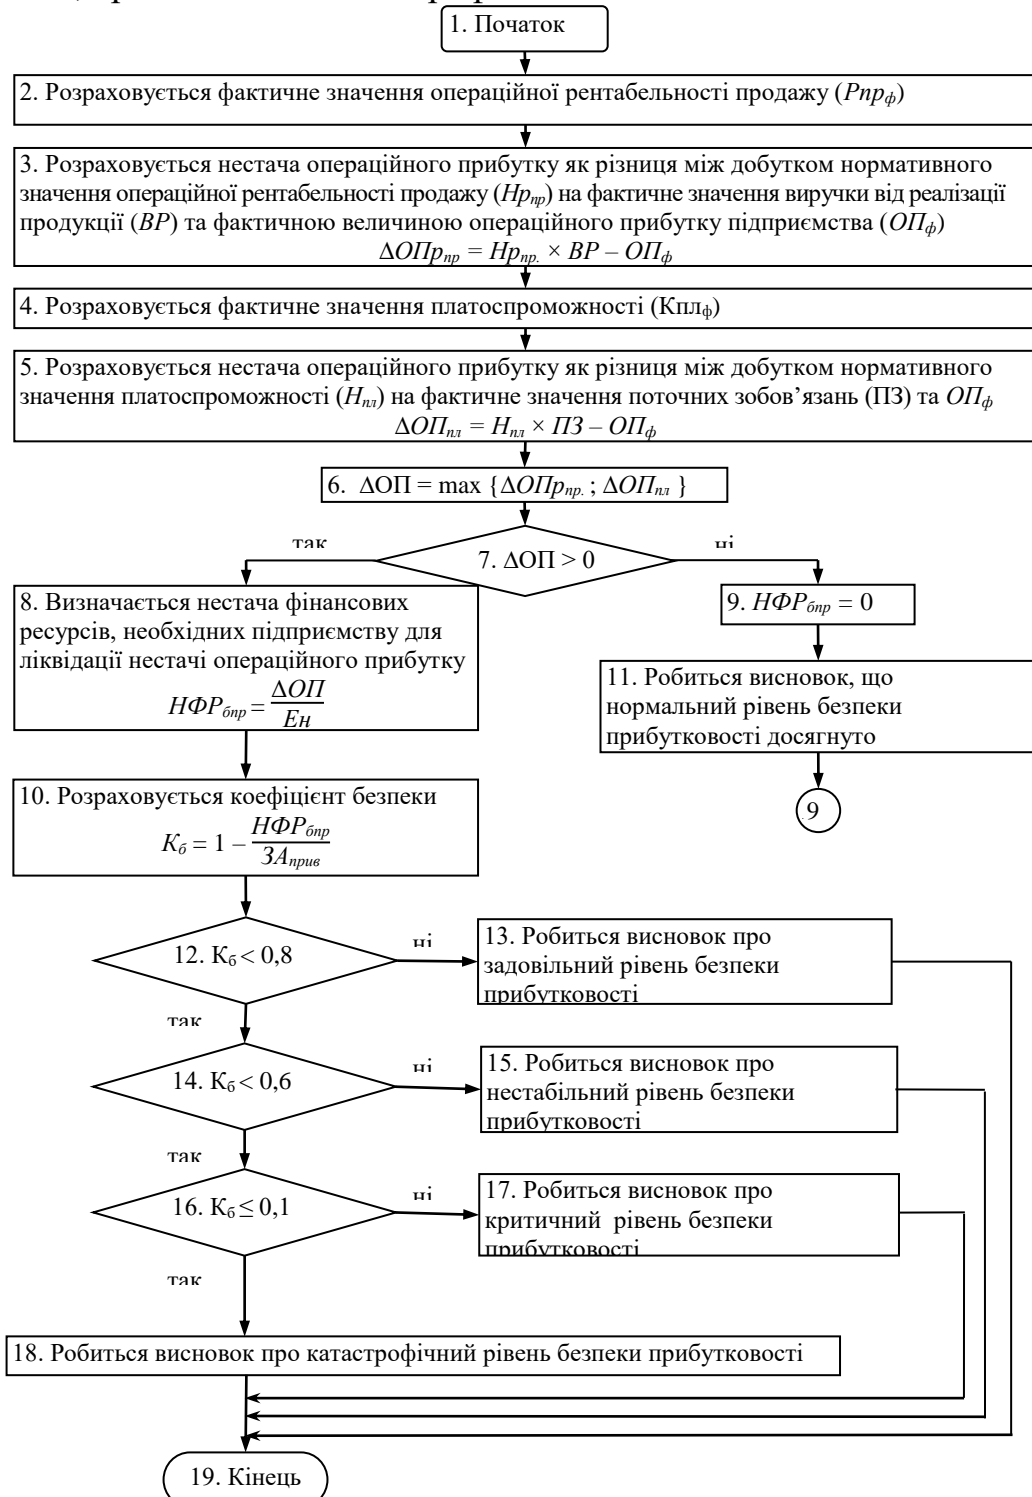 1. Початок
2. Розраховується фактичне значення операційної рентабельності продажу (Рпрф)
3. Розраховується нестача операційного прибутку як різниця між добутком нормативного
значення операційної рентабельності продажу (Нрпр) на фактичне значення виручки від реалізації
продукції (ВР) та фактичною величиною операційного прибутку підприємства (ОПф)
∆ОПрпр = Нрпр. × ВР – ОПф
4. Розраховується фактичне значення платоспроможності (Кплф)
5. Розраховується нестача операційного прибутку як різниця між добутком нормативного
значення платоспроможності (Нпл) на фактичне значення поточних зобов’язань (ПЗ) та ОПф
∆ОПпл = Нпл × ПЗ – ОПф
6. ∆ОП = max {∆ОПрпр. ; ∆ОПпл }
так
ні
7. ∆ОП > 0
8. Визначається нестача фінансових
ресурсів, необхідних підприємству для
ліквідації нестачі операційного прибутку
НФРбпр = ∆ОП / Ен
9. НФРбпр = 0
11. Робиться висновок, що
нормальний рівень безпеки
прибутковості досягнуто
.9
10. Розраховується коефіцієнт безпеки
Кб = 1 – НФРбпр / ЗАприв
12. Кб < 0,8
ні
13. Робиться висновок про
задовільний рівень безпеки
прибутковості
так
14. Кб < 0,6
ні
15. Робиться висновок про
нестабільний рівень безпеки
прибутковості
так
16. Кб ≤ 0,1
ні
17. Робиться висновок про
критичний рівень безпеки
прибутковості
так
18. Робиться висновок про катастрофічний рівень безпеки прибутковості
19. Кінець